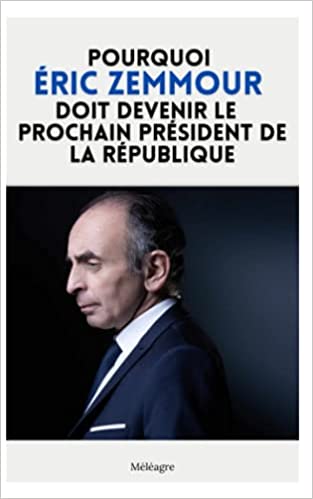 POURQUOI
ÉRIC ZEMMOUR
DOIT DEVENIR LE
PROCHAIN PRÉSIDENT DE
LA RÉPUBLIQUE
Méléagre